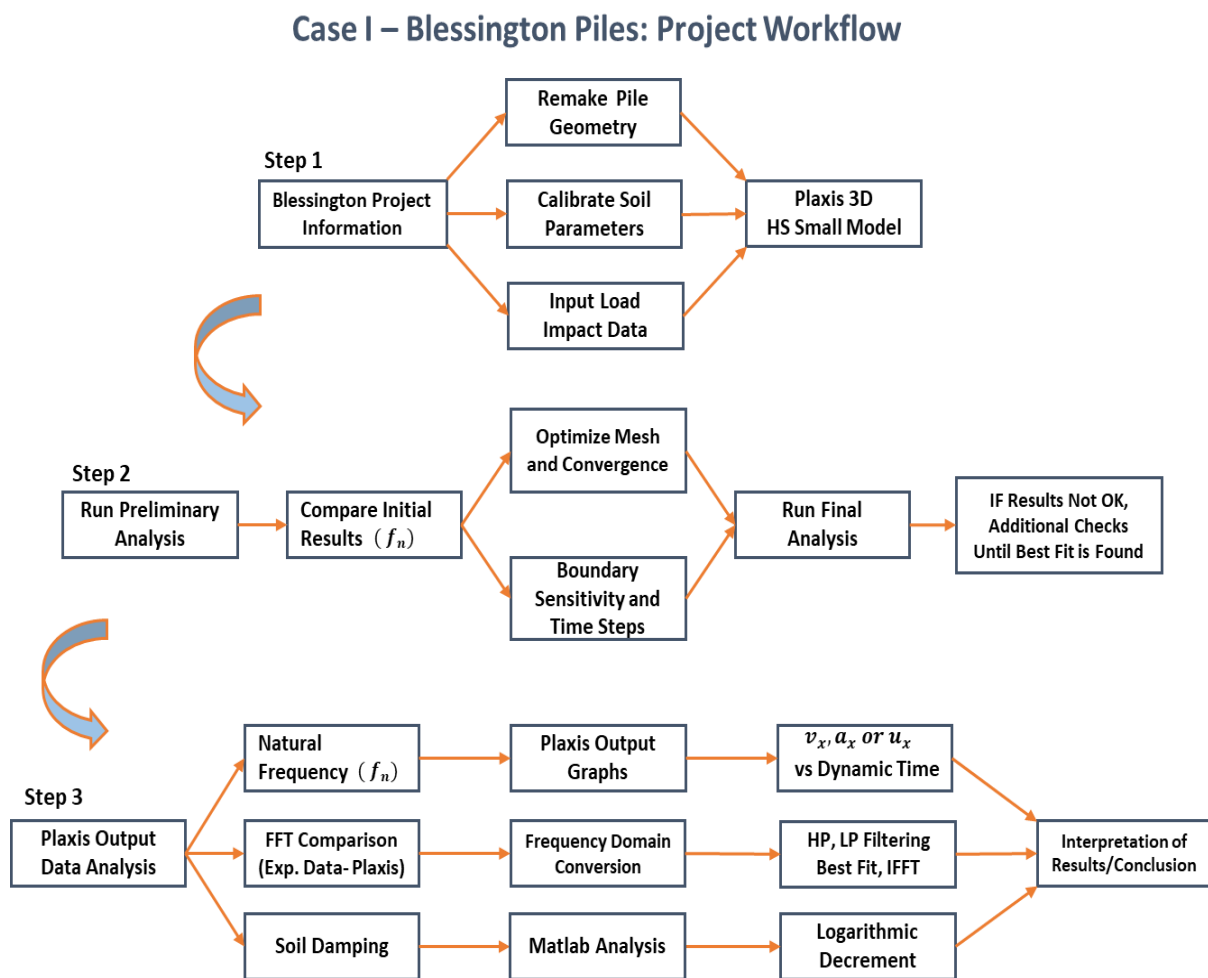 Case I – Blessington Piles: Project Workflow
Remake Pile
Geometry
Step 1
Blessington Project
Information
Calibrate Soil
Parameters
Plaxis 3D
HS Small Model
Input Load
Impact Data
Optimize Mesh
and Convergence
Step 2
Run Preliminary
Analysis
Compare Initial
Results (fₙ)
Run Final
Analysis
IF Results Not OK,
Additional Checks
Until Best Fit is Found
Boundary
Sensitivity and
Time Steps
Natural
Frequency (fₙ)
Plaxis Output
Graphs
vₓ, aₓ or uₓ
vs Dynamic Time
Step 3
Plaxis Output
Data Analysis
FFT Comparison
(Exp. Data- Plaxis)
Frequency Domain
Conversion
HP, LP Filtering
Best Fit, IFFT
Interpretation of
Results/Conclusion
Soil Damping
Matlab Analysis
Logarithmic
Decrement